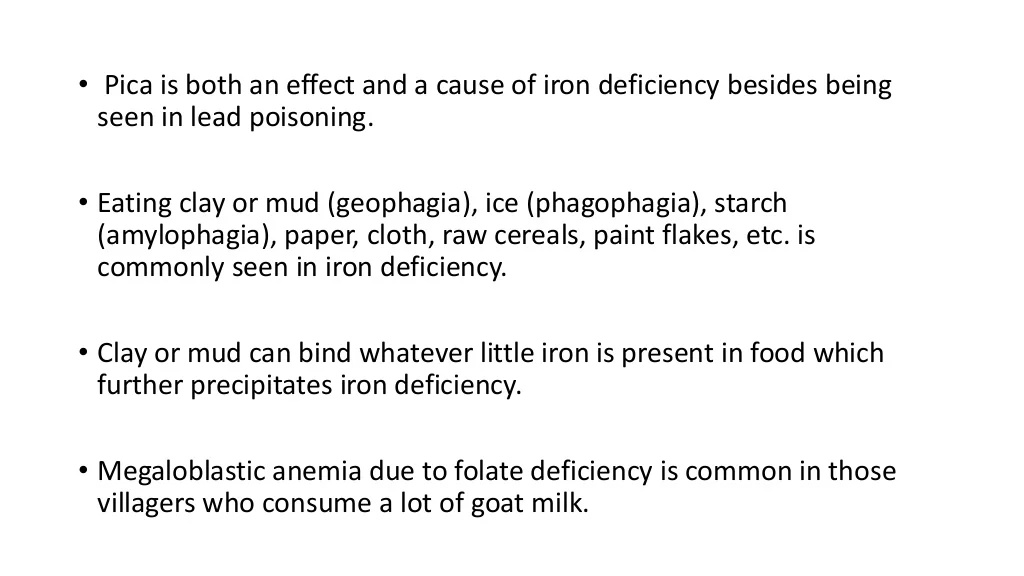 • Pica is both an effect and a cause of iron deficiency besides being
seen in lead poisoning.
• Eating clay or mud (geophagia), ice (phagophagia), starch
(amylophagia), paper, cloth, raw cereals, paint flakes, etc. is
commonly seen in iron deficiency.
• Clay or mud can bind whatever little iron is present in food which
further precipitates iron deficiency.
• Megaloblastic anemia due to folate deficiency is common in those
villagers who consume a lot of goat milk.